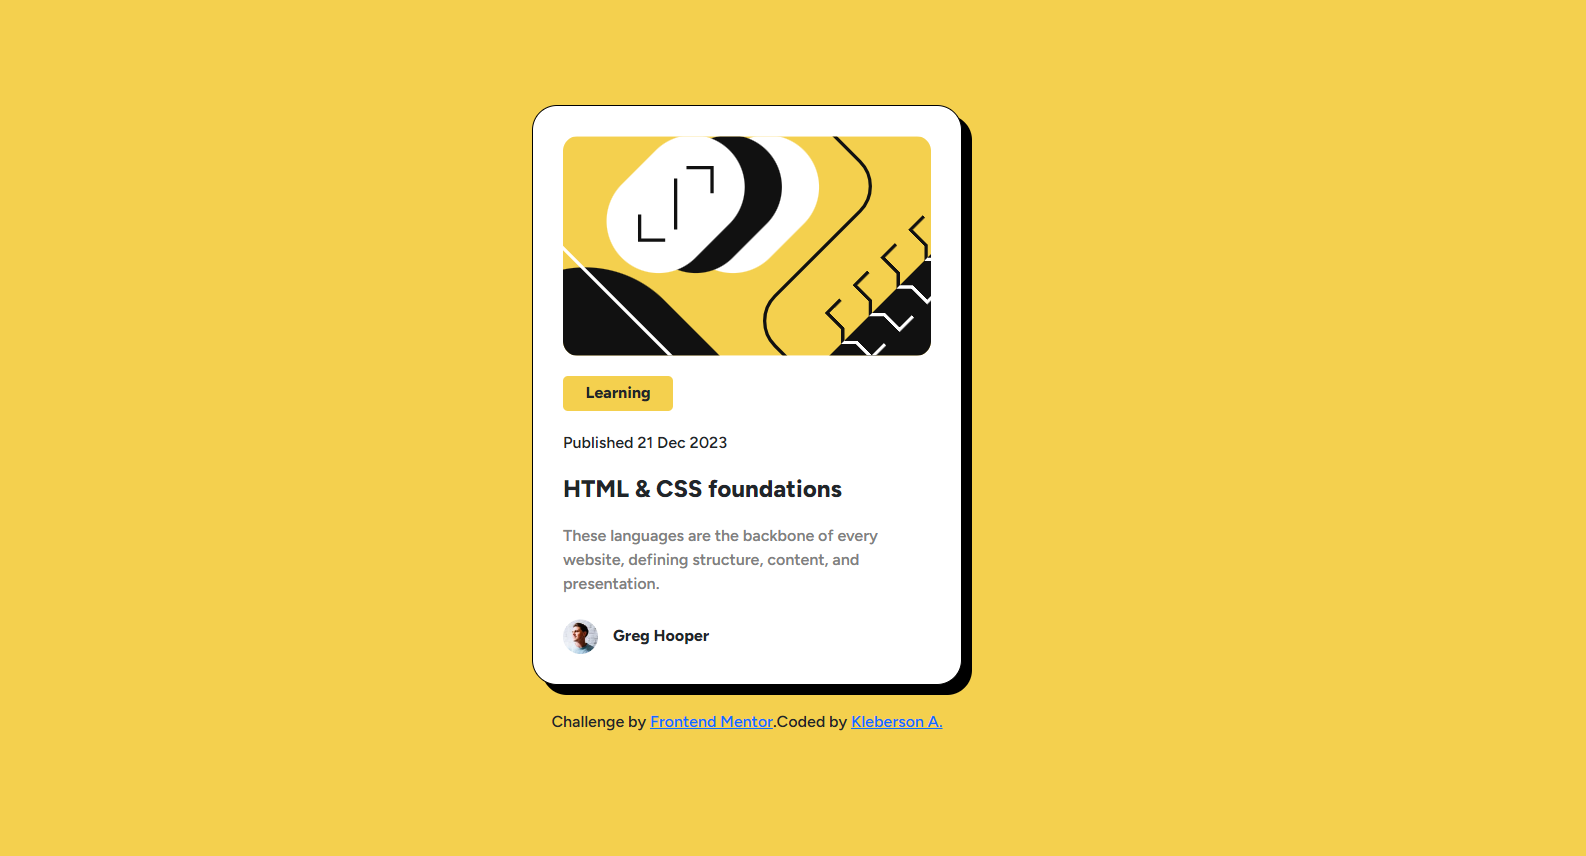 Learning
Published 21 Dec 2023
HTML & CSS foundations
These languages are the backbone of every
website, defining structure, content, and
presentation.
Greg Hooper
Challenge by Frontend Mentor.Coded by Kleberson A.